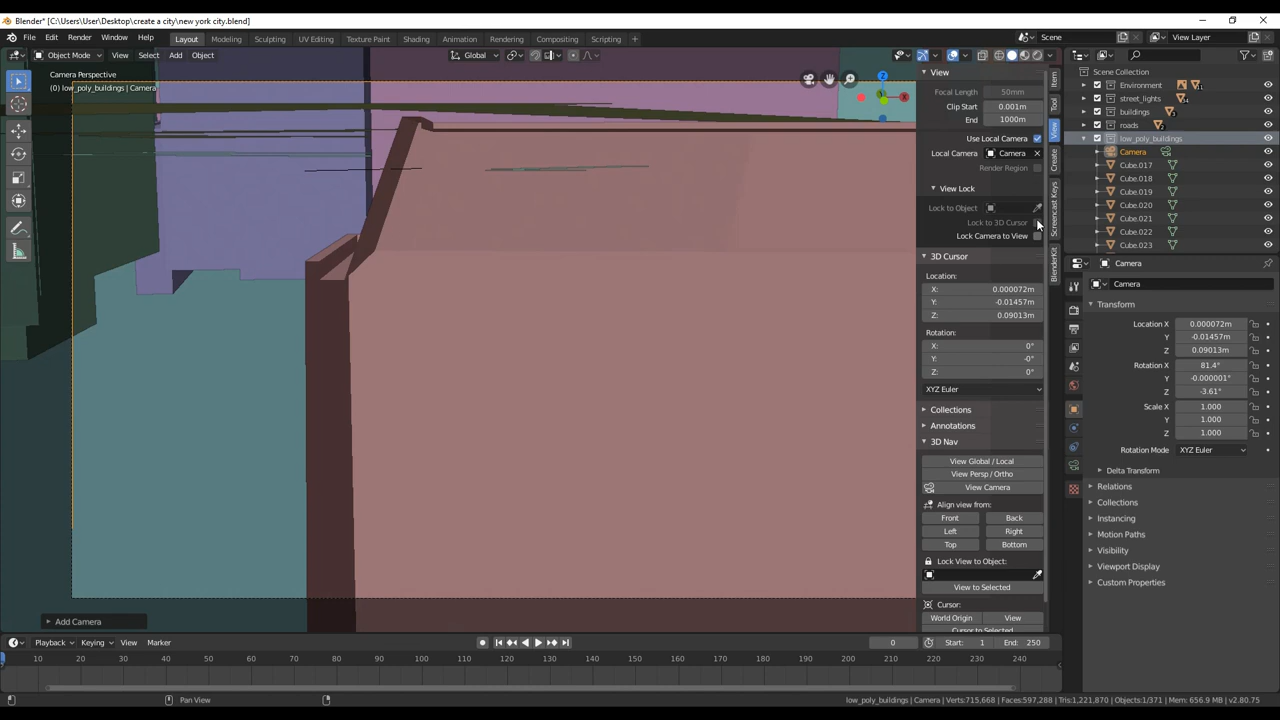 Blender* [C:\Users\User\Desktop\create a city\new york city.blend]
File Edit Render Window Help Layout Modeling Sculpting UV Editing Texture Paint Shading Animation Rendering Compositing Scripting + Scene View Layer
Object Mode View Select Add Object Global
Camera Perspective
(0) low_poly_buildings | Camera
View
Focal Length 50mm
Clip Start 0.001m
End 1000m
Use Local Camera
Local Camera Camera
Render Region
View Lock
Lock to Object
Lock to 3D Cursor
Lock Camera to View
3D Cursor
Location:
X: 0.000072m
Y: -0.01457m
Z: 0.09013m
Rotation:
X: 0°
Y: -0°
Z: 0°
XYZ Euler
Collections
Annotations
3D Nav
View Global / Local
View Persp / Ortho
View Camera
Align view from:
Front Back
Left Right
Top Bottom
Lock View to Object:
View to Selected
Cursor:
World Origin View
Cursor to Selected
Item
Tool
View
Create
Screencast Keys
BlenderKit
Scene Collection
Environment
street_lights
buildings
roads
low_poly_buildings
Camera
Cube.017
Cube.018
Cube.019
Cube.020
Cube.021
Cube.022
Cube.023
Camera
Camera
Transform
Location X 0.000072m
Y -0.01457m
Z 0.09013m
Rotation X 81.4°
Y -0.000001°
Z -3.61°
Scale X 1.000
Y 1.000
Z 1.000
Rotation Mode XYZ Euler
Delta Transform
Relations
Collections
Instancing
Motion Paths
Visibility
Viewport Display
Custom Properties
Add Camera
Playback Keying View Marker 0 Start: 1 End: 250
10 20 30 40 50 60 70 80 90 100 110 120 130 140 150 160 170 180 190 200 210 220 230 240
Pan View
low_poly_buildings | Camera | Verts:715,668 | Faces:597,288 | Tris:1,221,870 | Objects:1/371 | Mem: 656.9 MB | v2.80.75